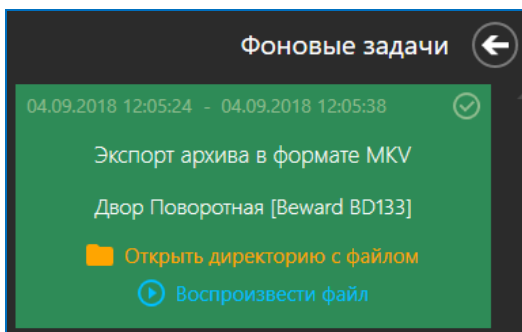 Фоновые задачи
04.09.2018 12:05:24 - 04.09.2018 12:05:38
Экспорт архива в формате MKV
Двор Поворотная [Beward BD133]
Открыть директорию с файлом
Воспроизвести файл